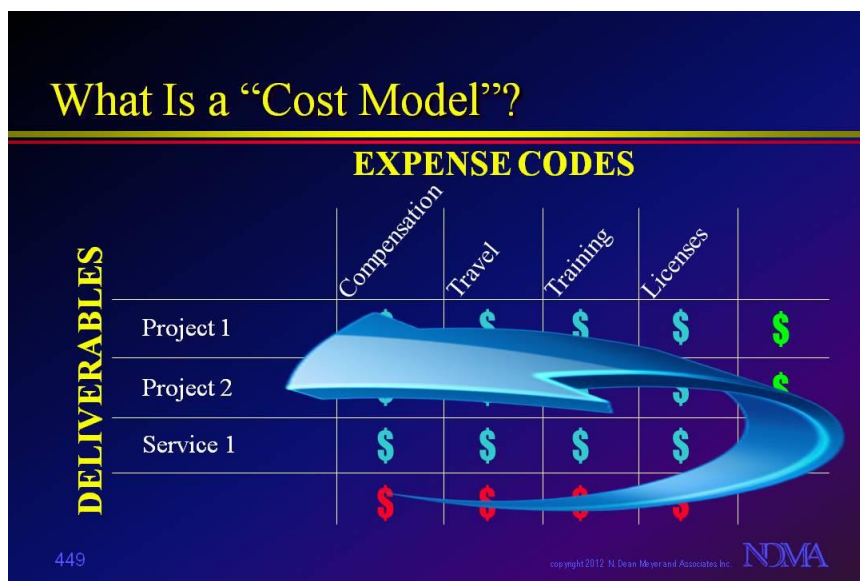 What Is a “Cost Model”?
EXPENSE CODES
Compensation
Travel
Training
Licenses
DELIVERABLES
Project 1
$ $ $ $ $
Project 2
$ $ $
Service 1
$ $ $ $
$ $ $ $
449
copyright 2012 N. Dean Meyer and Associates Inc.
NDMA